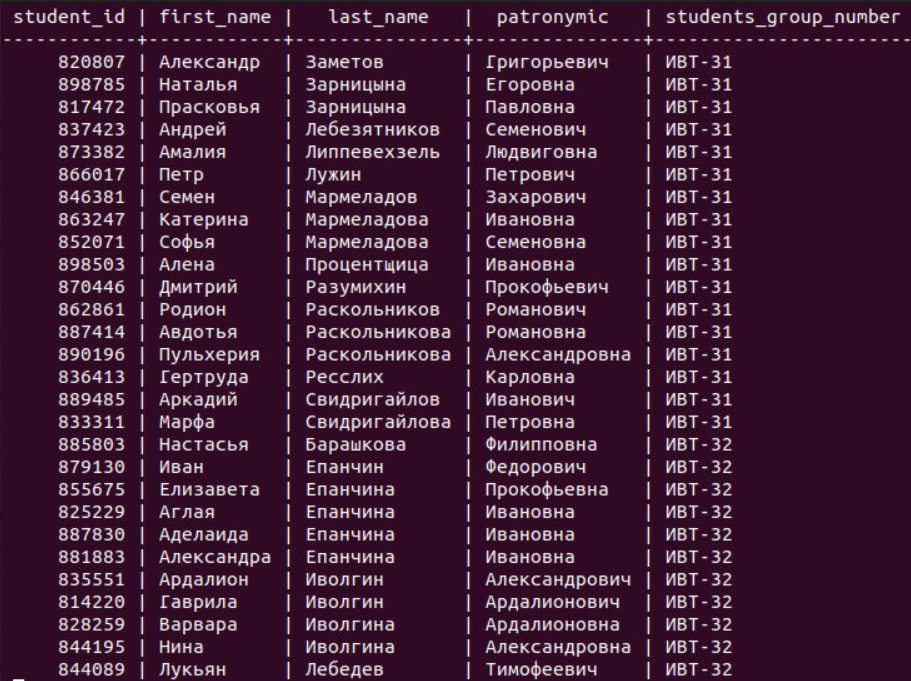 student_id | first_name | last_name | patronymic | students_group_number
------------+------------+---------------+---------------+-----------------------
820807 | Александр | Заметов | Григорьевич | ИВТ-31
898785 | Наталья | Зарницына | Егоровна | ИВТ-31
817472 | Прасковья | Зарницына | Павловна | ИВТ-31
837423 | Андрей | Лебезятников | Семенович | ИВТ-31
873382 | Амалия | Липпевехзель | Людвиговна | ИВТ-31
866017 | Петр | Лужин | Петрович | ИВТ-31
846381 | Семен | Мармеладов | Захарович | ИВТ-31
863247 | Катерина | Мармеладова | Ивановна | ИВТ-31
852071 | Софья | Мармеладова | Семеновна | ИВТ-31
898503 | Алена | Процентщица | Ивановна | ИВТ-31
870446 | Дмитрий | Разумихин | Прокофьевич | ИВТ-31
862861 | Родион | Раскольников | Романович | ИВТ-31
887414 | Авдотья | Раскольникова | Романовна | ИВТ-31
890196 | Пульхерия | Раскольникова | Александровна | ИВТ-31
836413 | Гертруда | Ресслих | Карловна | ИВТ-31
889485 | Аркадий | Свидригайлов | Иванович | ИВТ-31
833311 | Марфа | Свидригайлова | Петровна | ИВТ-31
885803 | Настасья | Барашкова | Филипповна | ИВТ-32
879130 | Иван | Епанчин | Федорович | ИВТ-32
855675 | Елизавета | Епанчина | Прокофьевна | ИВТ-32
825229 | Аглая | Епанчина | Ивановна | ИВТ-32
887830 | Аделаида | Епанчина | Ивановна | ИВТ-32
881883 | Александра | Епанчина | Ивановна | ИВТ-32
835551 | Ардалион | Иволгин | Александрович | ИВТ-32
814220 | Гаврила | Иволгин | Ардалионович | ИВТ-32
828259 | Варвара | Иволгина | Ардалионовна | ИВТ-32
844195 | Нина | Иволгина | Александровна | ИВТ-32
844089 | Лукьян | Лебедев | Тимофеевич | ИВТ-32